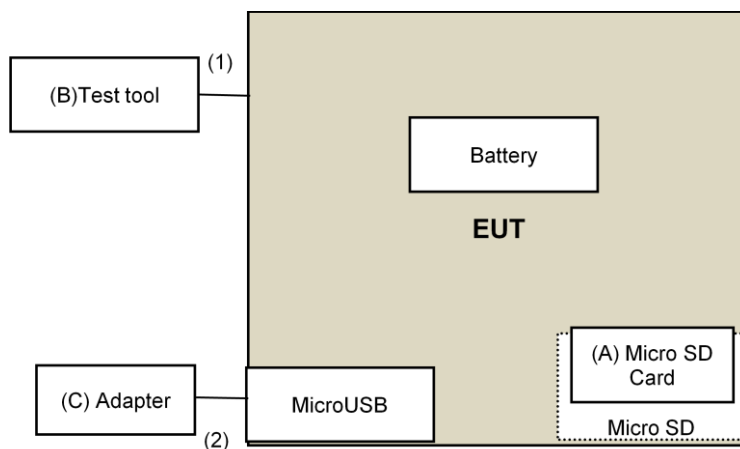 (1)
(B)Test tool
Battery
EUT
(A) Micro SD
Card
(C) Adapter
MicroUSB
Micro SD
(2)